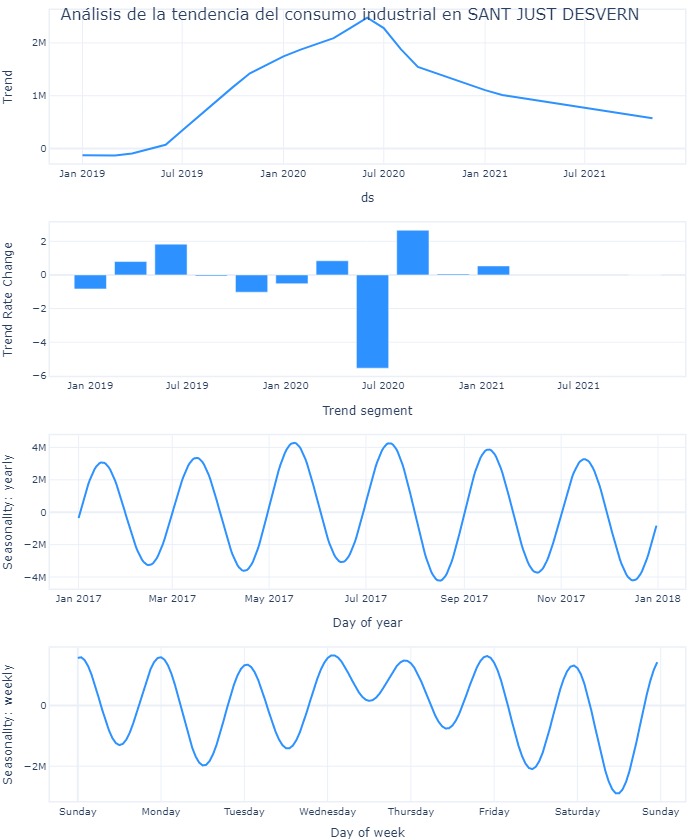 Análisis de la tendencia del consumo industrial en SANT JUST DESVERN
Trend
2M
1M
0
Jan 2019 Jul 2019 Jan 2020 Jul 2020 Jan 2021 Jul 2021
ds
Trend Rate Change
2
0
−2
−4
−6
Jan 2019 Jul 2019 Jan 2020 Jul 2020 Jan 2021 Jul 2021
Trend segment
Seasonality: yearly
4M
2M
0
−2M
−4M
Jan 2017 Mar 2017 May 2017 Jul 2017 Sep 2017 Nov 2017 Jan 2018
Day of year
Seasonality: weekly
0
−2M
Sunday Monday Tuesday Wednesday Thursday Friday Saturday Sunday
Day of week